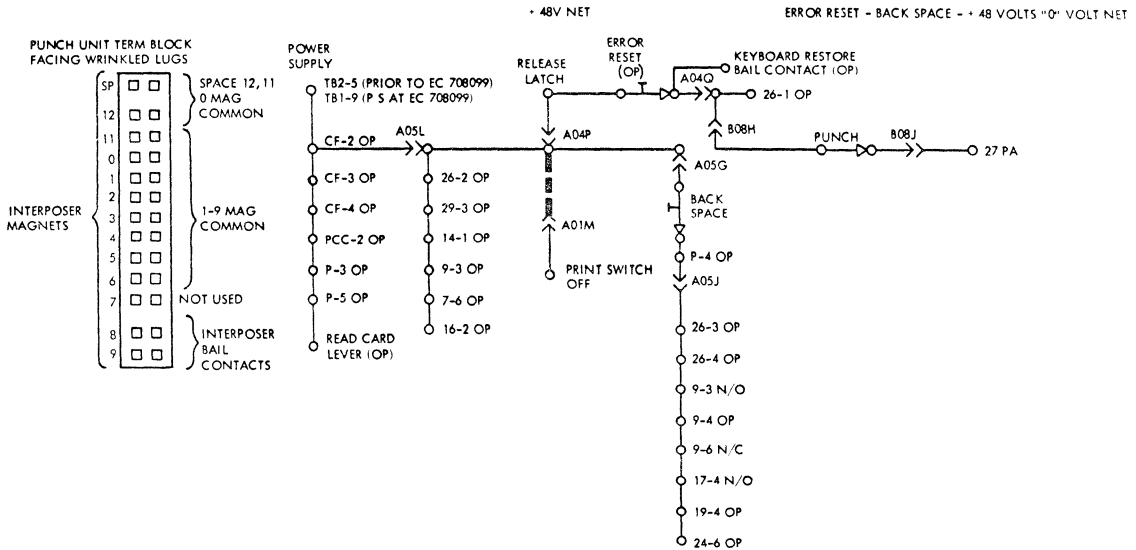 + 48V NET
ERROR RESET - BACK SPACE - + 48 VOLTS "0" VOLT NET
PUNCH UNIT TERM BLOCK
FACING WRINKLED LUGS
SP
12
11
0
1
2
3
4
5
6
7
8
9
INTERPOSER
MAGNETS
SPACE 12,11
0 MAG
COMMON
1-9 MAG
COMMON
NOT USED
INTERPOSER
BAIL
CONTACTS
POWER
SUPPLY
TB2-5 (PRIOR TO EC 708099)
TB1-9 (P S AT EC 708099)
CF-2 OP
CF-3 OP
CF-4 OP
PCC-2 OP
P-3 OP
P-5 OP
READ CARD
LEVER (OP)
A05L
26-2 OP
29-3 OP
14-1 OP
9-3 OP
7-6 OP
16-2 OP
RELEASE
LATCH
A04P
A01M
PRINT SWITCH
OFF
ERROR
RESET
(OP)
KEYBOARD RESTORE
BAIL CONTACT (OP)
A04Q
26-1 OP
B08H
PUNCH
B08J
27 PA
A05G
BACK
SPACE
P-4 OP
A05J
26-3 OP
26-4 OP
9-3 N/O
9-4 OP
9-6 N/C
17-4 N/O
19-4 OP
24-6 OP